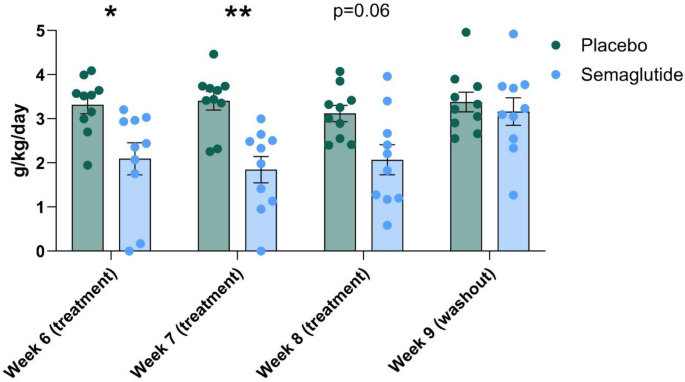 * ** p=0.06
5
4
3
2
1
0
g/kg/day
Placebo
Semaglutide
Week 6 (treatment)
Week 7 (treatment)
Week 8 (treatment)
Week 9 (washout)